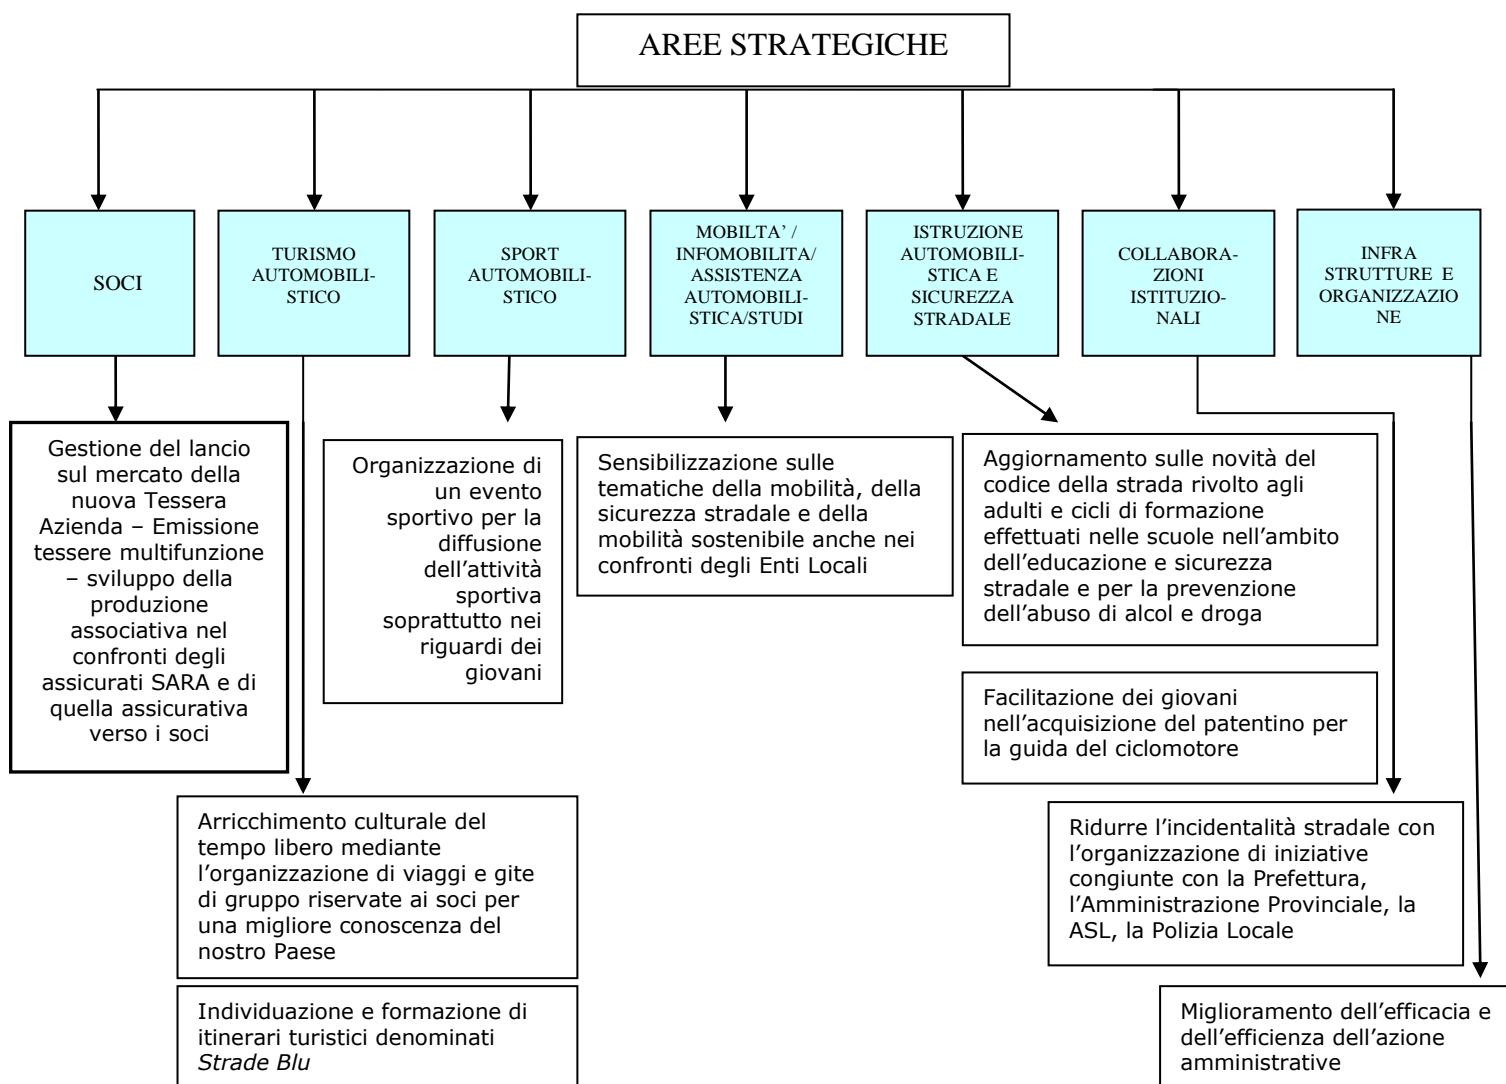 AREE STRATEGICHE
SOCI
TURISMO
AUTOMOBILI-
STICO
SPORT
AUTOMOBILI-
STICO
MOBILTA’ /
INFOMOBILITA/
ASSISTENZA
AUTOMOBILI-
STICA/STUDI
ISTRUZIONE
AUTOMOBILI-
STICA E
SICUREZZA
STRADALE
COLLABORA-
ZIONI
ISTITUZIO-
NALI
INFRA
STRUTTURE E
ORGANIZZAZIO
NE
Gestione del lancio
sul mercato della
nuova Tessera
Azienda – Emissione
tessere multifunzione
– sviluppo della
produzione
associativa nel
confronti degli
assicurati SARA e di
quella assicurativa
verso i soci
Organizzazione di
un evento
sportivo per la
diffusione
dell’attività
sportiva
soprattutto nei
riguardi dei
giovani
Sensibilizzazione sulle
tematiche della mobilità, della
sicurezza stradale e della
mobilità sostenibile anche nei
confronti degli Enti Locali
Aggiornamento sulle novità del
codice della strada rivolto agli
adulti e cicli di formazione
effettuati nelle scuole nell’ambito
dell’educazione e sicurezza
stradale e per la prevenzione
dell’abuso di alcol e droga
Facilitazione dei giovani
nell’acquisizione del patentino per
la guida del ciclomotore
Arricchimento culturale del
tempo libero mediante
l’organizzazione di viaggi e gite
di gruppo riservate ai soci per
una migliore conoscenza del
nostro Paese
Ridurre l’incidentalità stradale con
l’organizzazione di iniziative
congiunte con la Prefettura,
l’Amministrazione Provinciale, la
ASL, la Polizia Locale
Individuazione e formazione di
itinerari turistici denominati
Strade Blu
Miglioramento dell’efficacia e
dell’efficienza dell’azione
amministrative